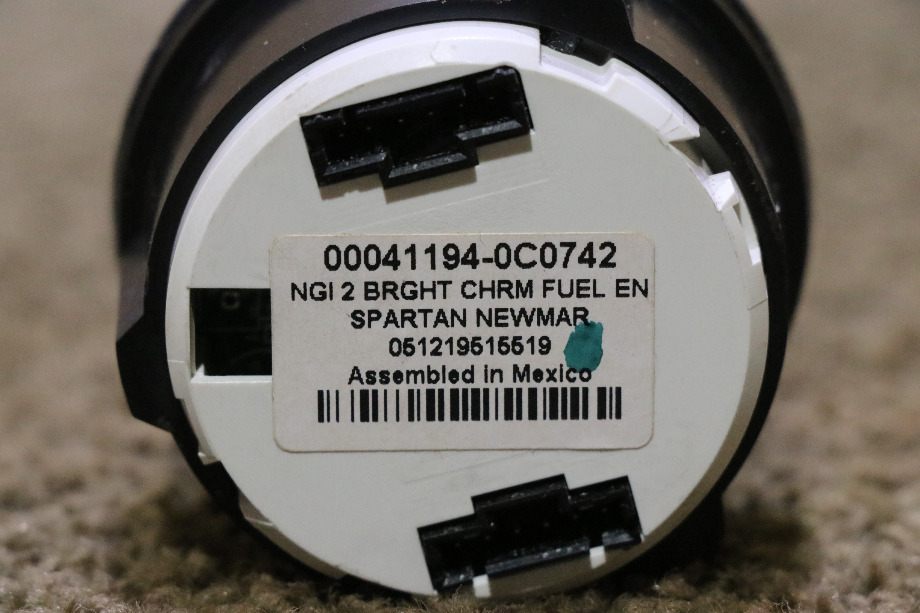 00041194-0C0742
NGI 2 BRGHT CHRM FUEL EN
SPARTAN NEWMAR
051219515519
Assembled in Mexico